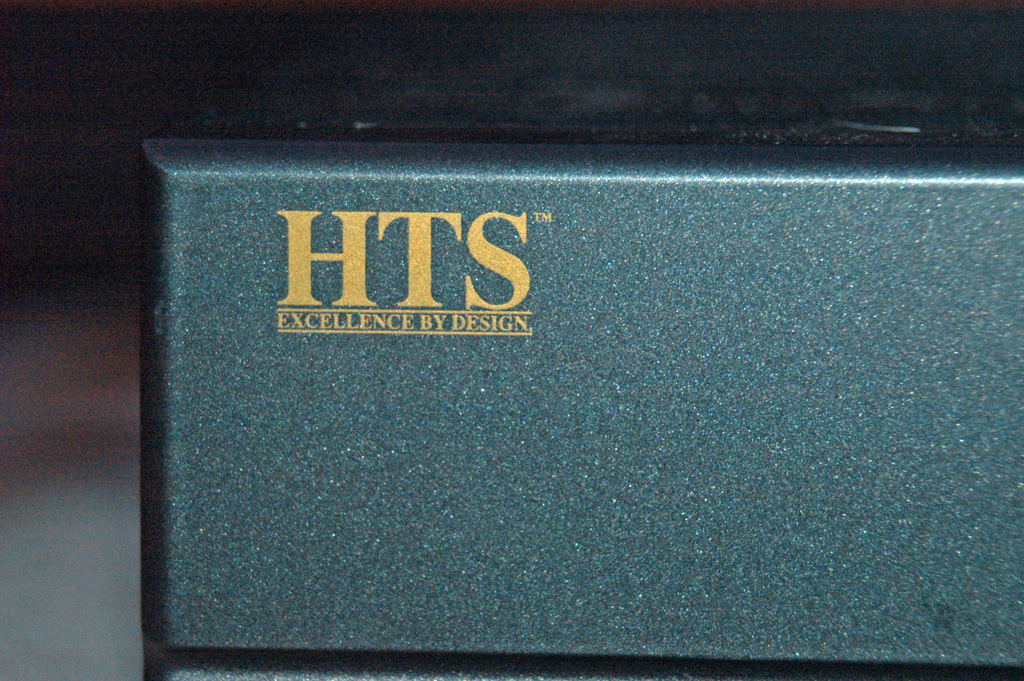 HTS™
EXCELLENCE BY DESIGN.